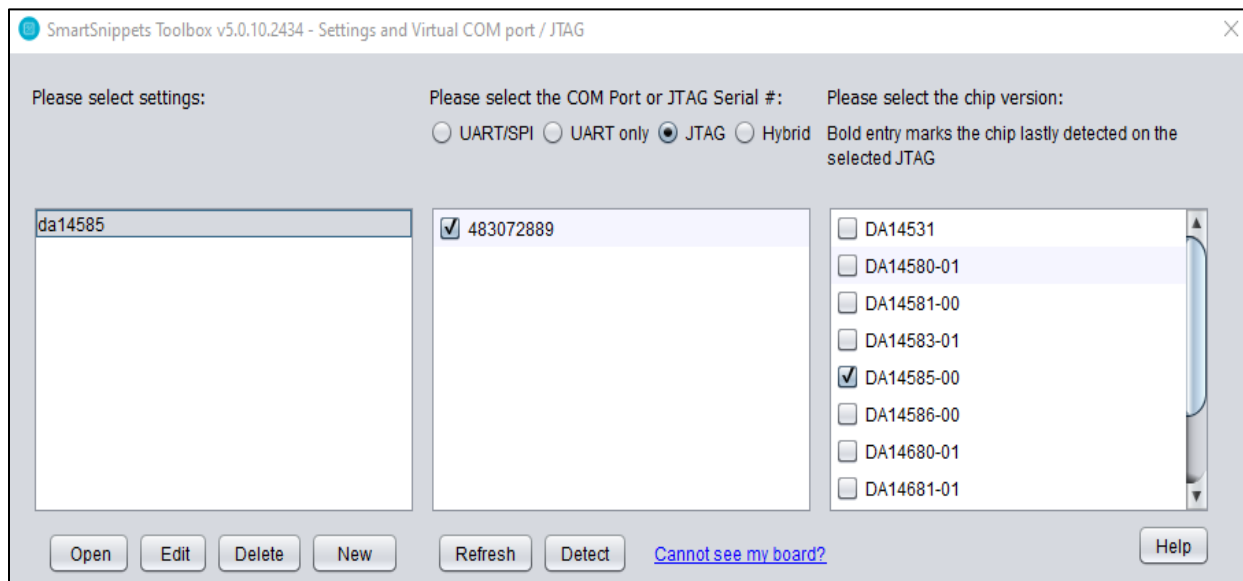 SmartSnippets Toolbox v5.0.10.2434 - Settings and Virtual COM port / JTAG
Please select settings:
da14585
Open Edit Delete New
Please select the COM Port or JTAG Serial #:
UART/SPI UART only JTAG Hybrid
483072889
Refresh Detect Cannot see my board?
Please select the chip version:
Bold entry marks the chip lastly detected on the
selected JTAG
DA14531
DA14580-01
DA14581-00
DA14583-01
DA14585-00
DA14586-00
DA14680-01
DA14681-01
Help